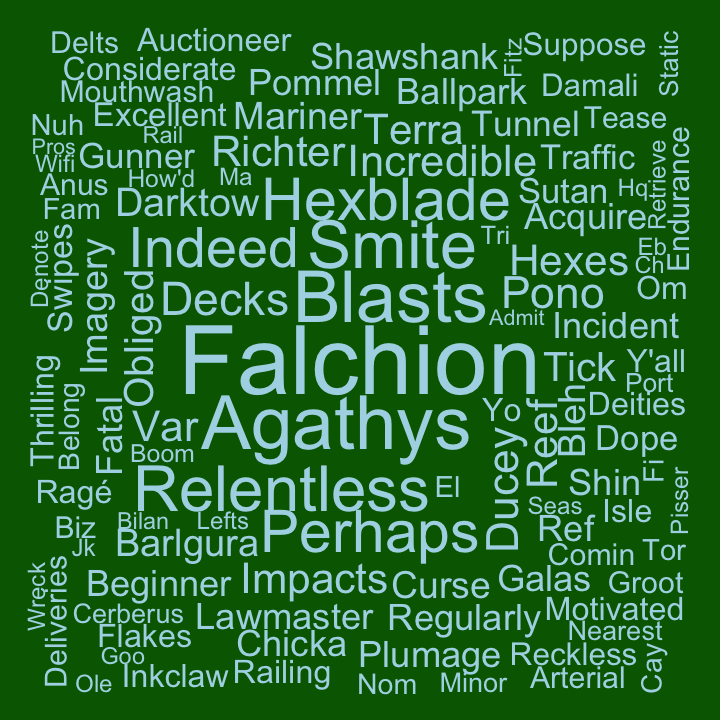 Delts
Auctioneer
Shawshank
Fitz
Suppose
Static
Considerate
Mouthwash
Pommel
Ballpark
Damali
Nuh
Excellent
Mariner
Terra
Tunnel
Tease
Rail
Pros
Wifi
Gunner
Richter
Incredible
Traffic
Retrieve
Endurance
Anus
How'd
Ma
Hexblade
Sutan
Hq
Fam
Darktow
Acquire
Denote
Swipes
Imagery
Indeed
Smite
Tri
Hexes
Eb
Ch
Obliged
Decks
Blasts
Pono
Om
Admit
Incident
Falchion
Tick
Y'all
Port
Thrilling
Belong
Fatal
Var
Agathys
Yo
Reef
Bleh
Deities
Boom
Dope
Ragé
Relentless
El
Ducey
Shin
Fi
Pisser
Biz
Bilan
Lefts
Perhaps
Seas
Isle
Ref
Jk
Barlgura
Comin
Tor
Wreck
Deliveries
Beginner
Impacts
Curse
Galas
Groot
Cerberus
Lawmaster
Regularly
Motivated
Flakes
Chicka
Nearest
Goo
Plumage
Reckless
Ole
Inkclaw
Railing
Nom
Minor
Arterial
Cay